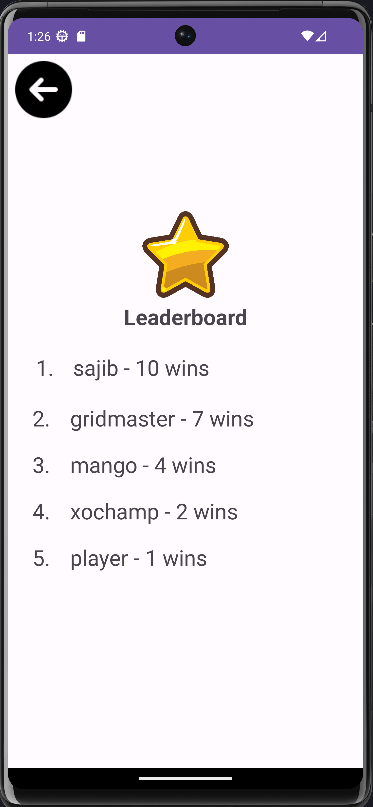 1:26
Leaderboard
1. sajib - 10 wins
2. gridmaster - 7 wins
3. mango - 4 wins
4. xochamp - 2 wins
5. player - 1 wins